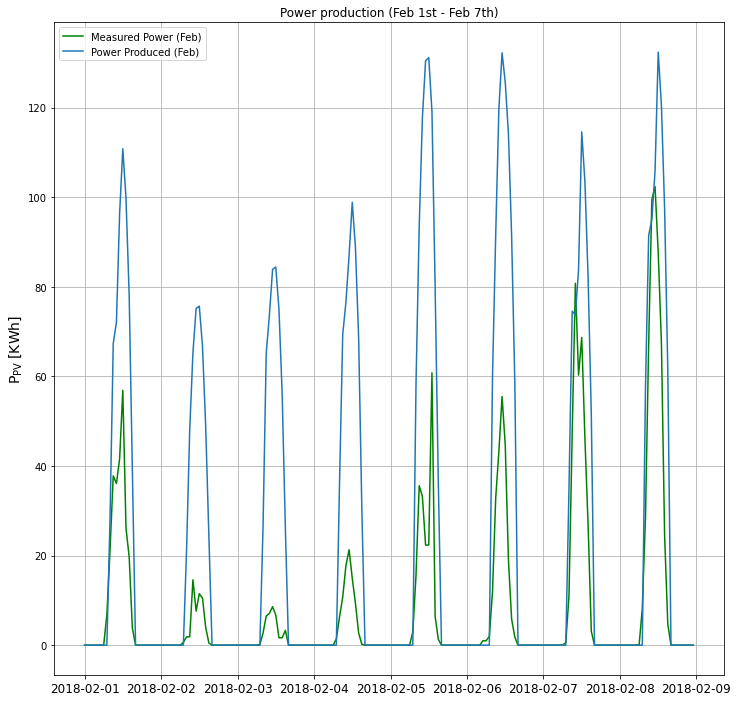 Power production (Feb 1st - Feb 7th)
Measured Power (Feb)
Power Produced (Feb)
120
100
80
60
40
20
0
P_PV [KWh]
2018-02-01 2018-02-02 2018-02-03 2018-02-04 2018-02-05 2018-02-06 2018-02-07 2018-02-08 2018-02-09